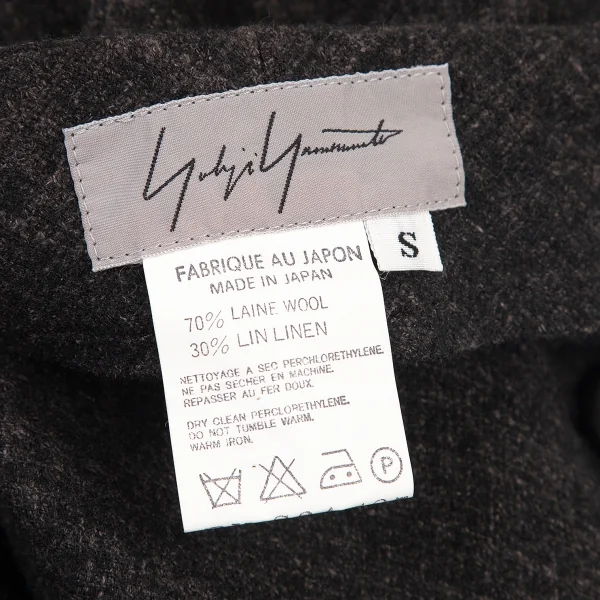 Yohji Yamamoto
S
FABRIQUE AU JAPON
MADE IN JAPAN
70% LAINE WOOL
30% LIN LINEN
NETTOYAGE A SEC PERCHLORETHYLENE.
NE PAS SÉCHER EN MACHINE.
REPASSER AU FER DOUX.
DRY CLEAN PERCLORETHYLENE.
DO NOT TUMBLE WARM.
WARM IRON.
P